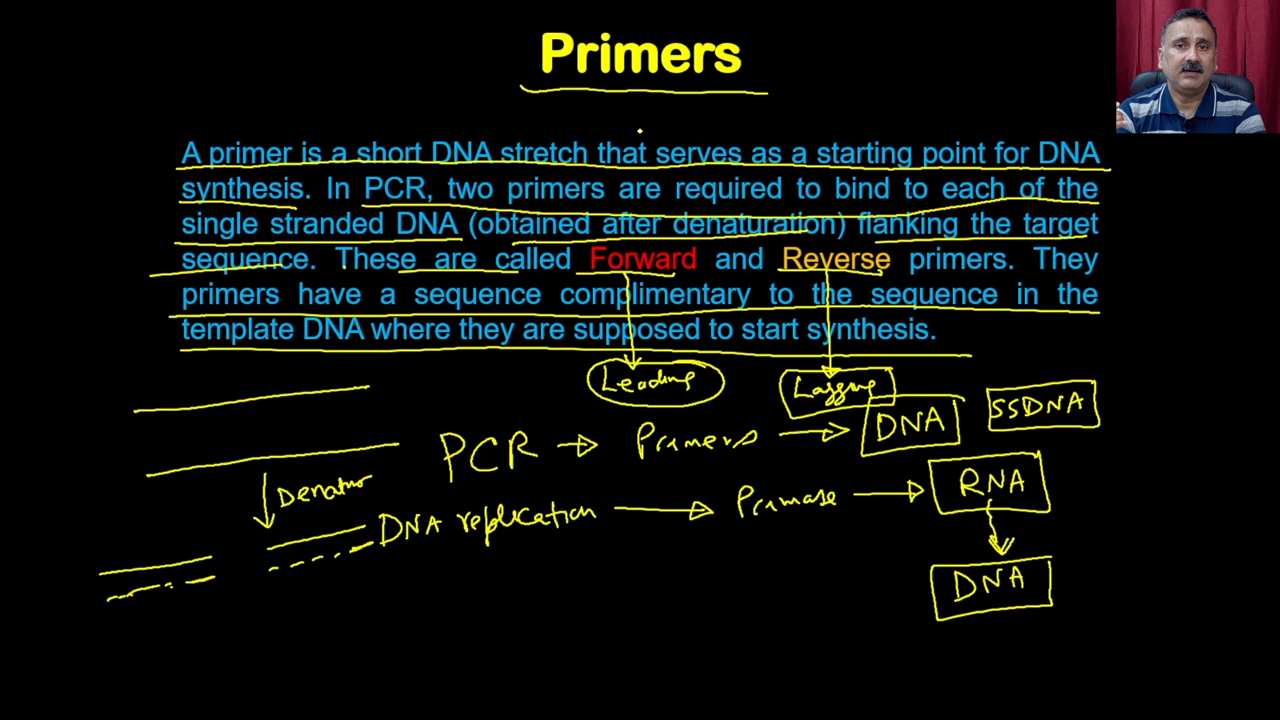 Primers
A primer is a short DNA stretch that serves as a starting point for DNA
synthesis. In PCR, two primers are required to bind to each of the
single stranded DNA (obtained after denaturation) flanking the target
sequence. These are called Forward and Reverse primers. They
primers have a sequence complimentary to the sequence in the
template DNA where they are supposed to start synthesis.
Leading
Lagging
PCR Primers DNA
SSDNA
Denatur
DNA replication Primase RNA
DNA